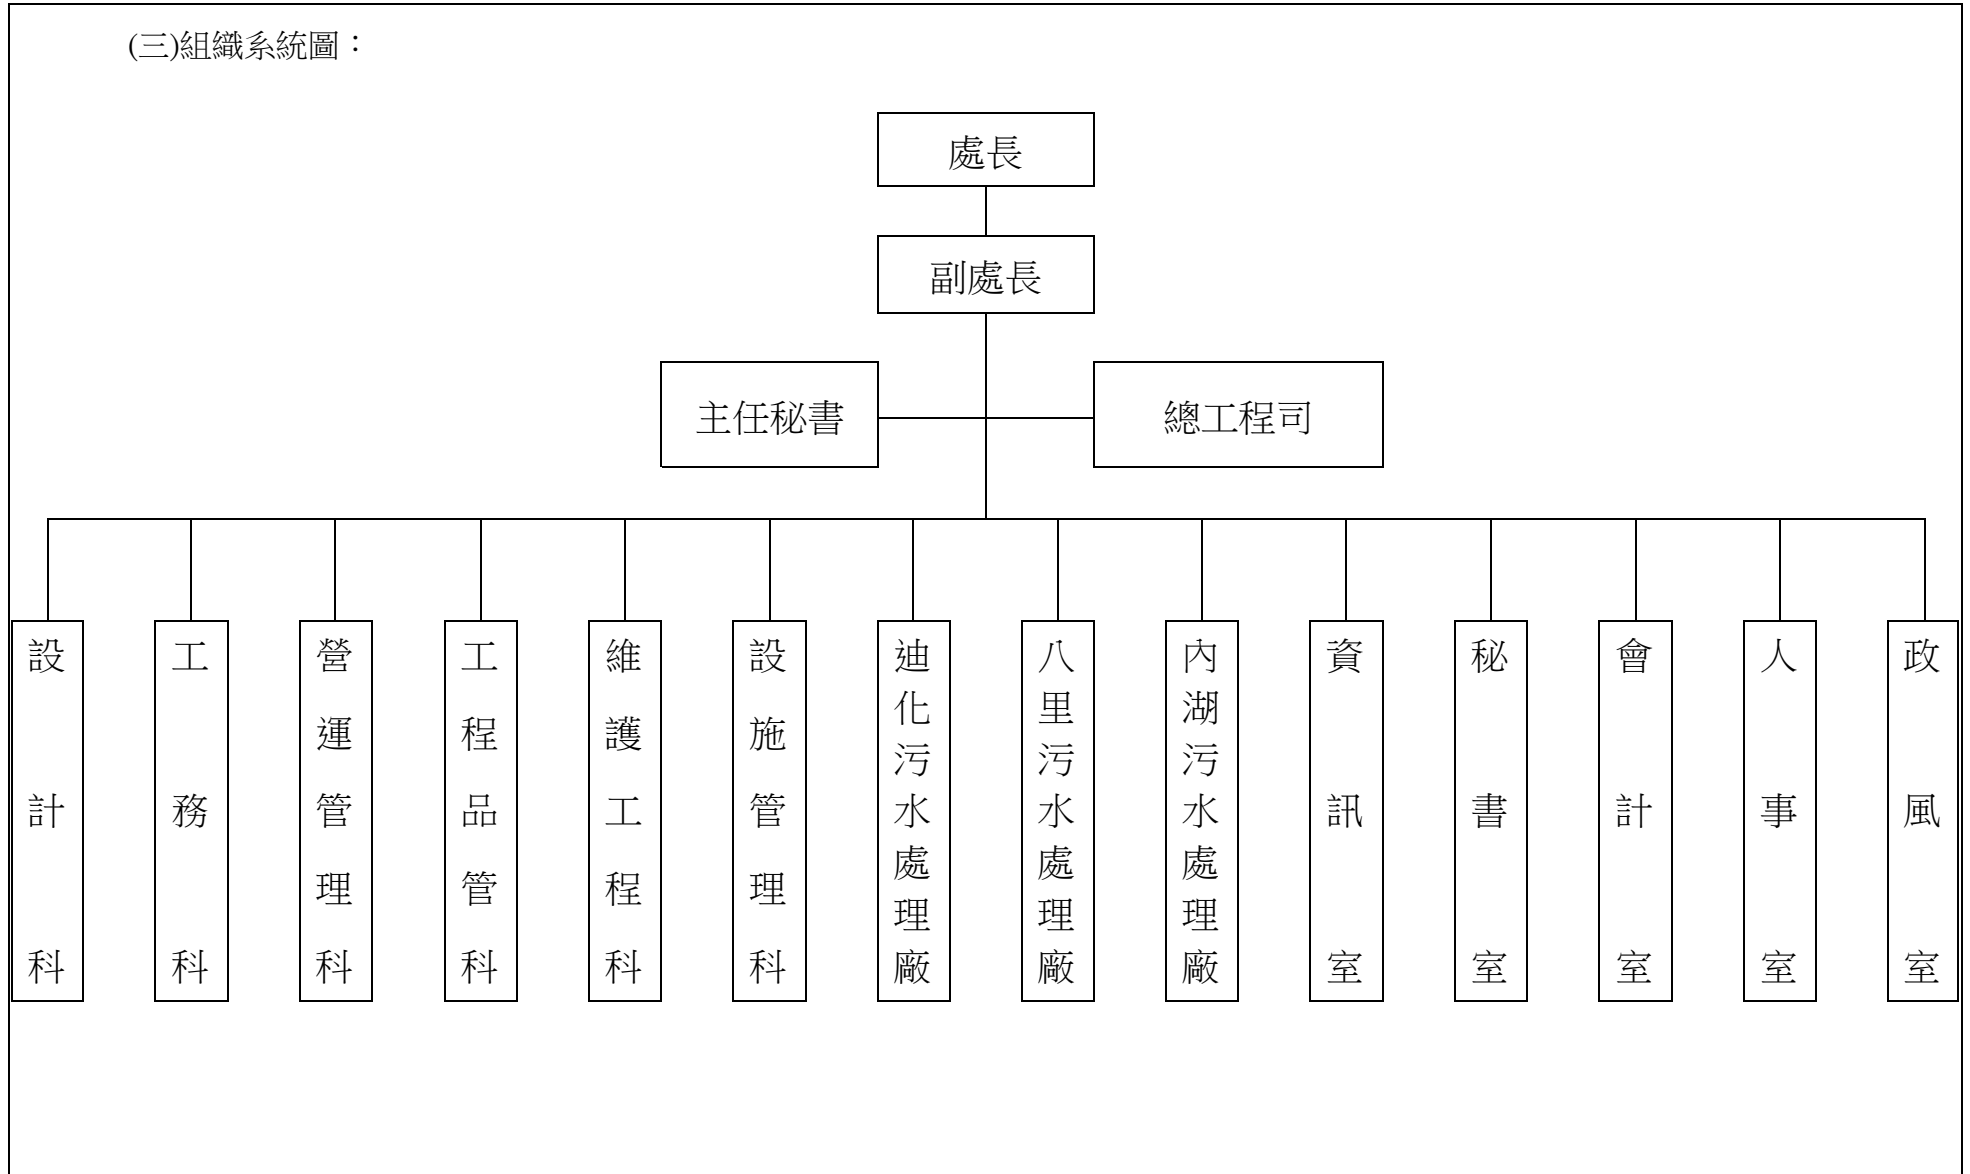 (三)組織系統圖：
處長
副處長
主任秘書
總工程司
設計科
工務科
營運管理科
工程品管科
維護工程科
設施管理科
迪化污水處理廠
八里污水處理廠
內湖污水處理廠
資訊室
秘書室
會計室
人事室
政風室